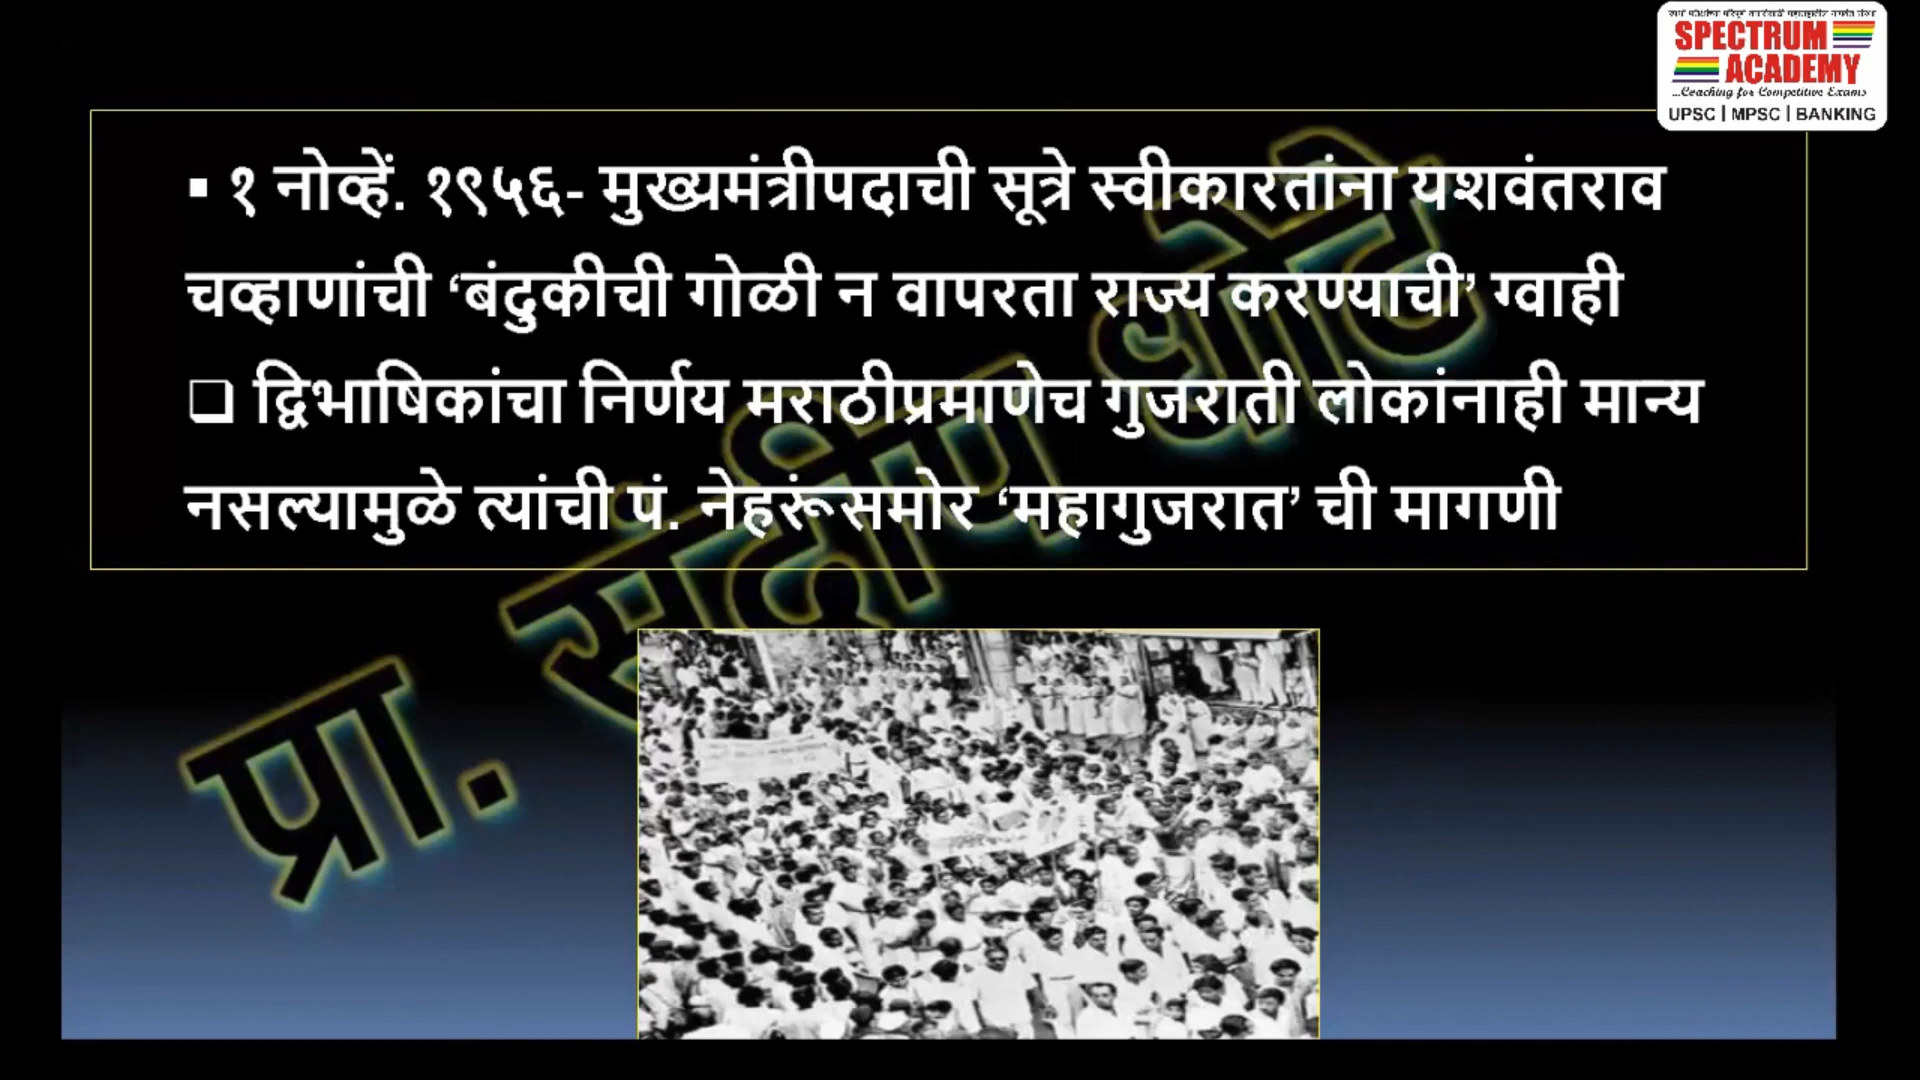 SPECTRUM
ACADEMY
...Coaching for Competitive Exams
UPSC | MPSC | BANKING
▪ १ नोव्हें. १९५६- मुख्यमंत्रीपदाची सूत्रे स्वीकारतांना यशवंतराव
चव्हाणांची ‘बंदुकीची गोळी न वापरता राज्य करण्याची’ ग्वाही
❑ द्विभाषिकांचा निर्णय मराठीप्रमाणेच गुजराती लोकांनाही मान्य
नसल्यामुळे त्यांची पं. नेहरूंसमोर ‘महागुजरात’ ची मागणी
प्रा.